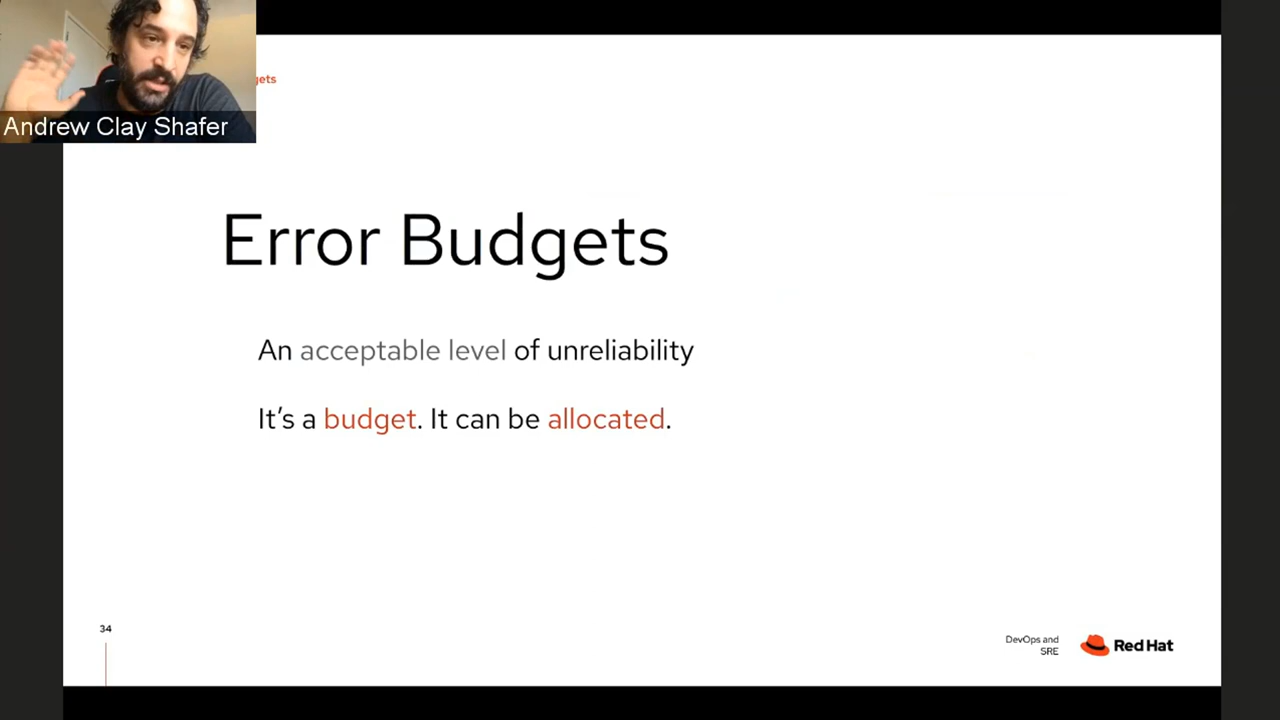 Andrew Clay Shafer
Error Budgets
An acceptable level of unreliability
It's a budget. It can be allocated.
34
DevOps and
SRE
Red Hat